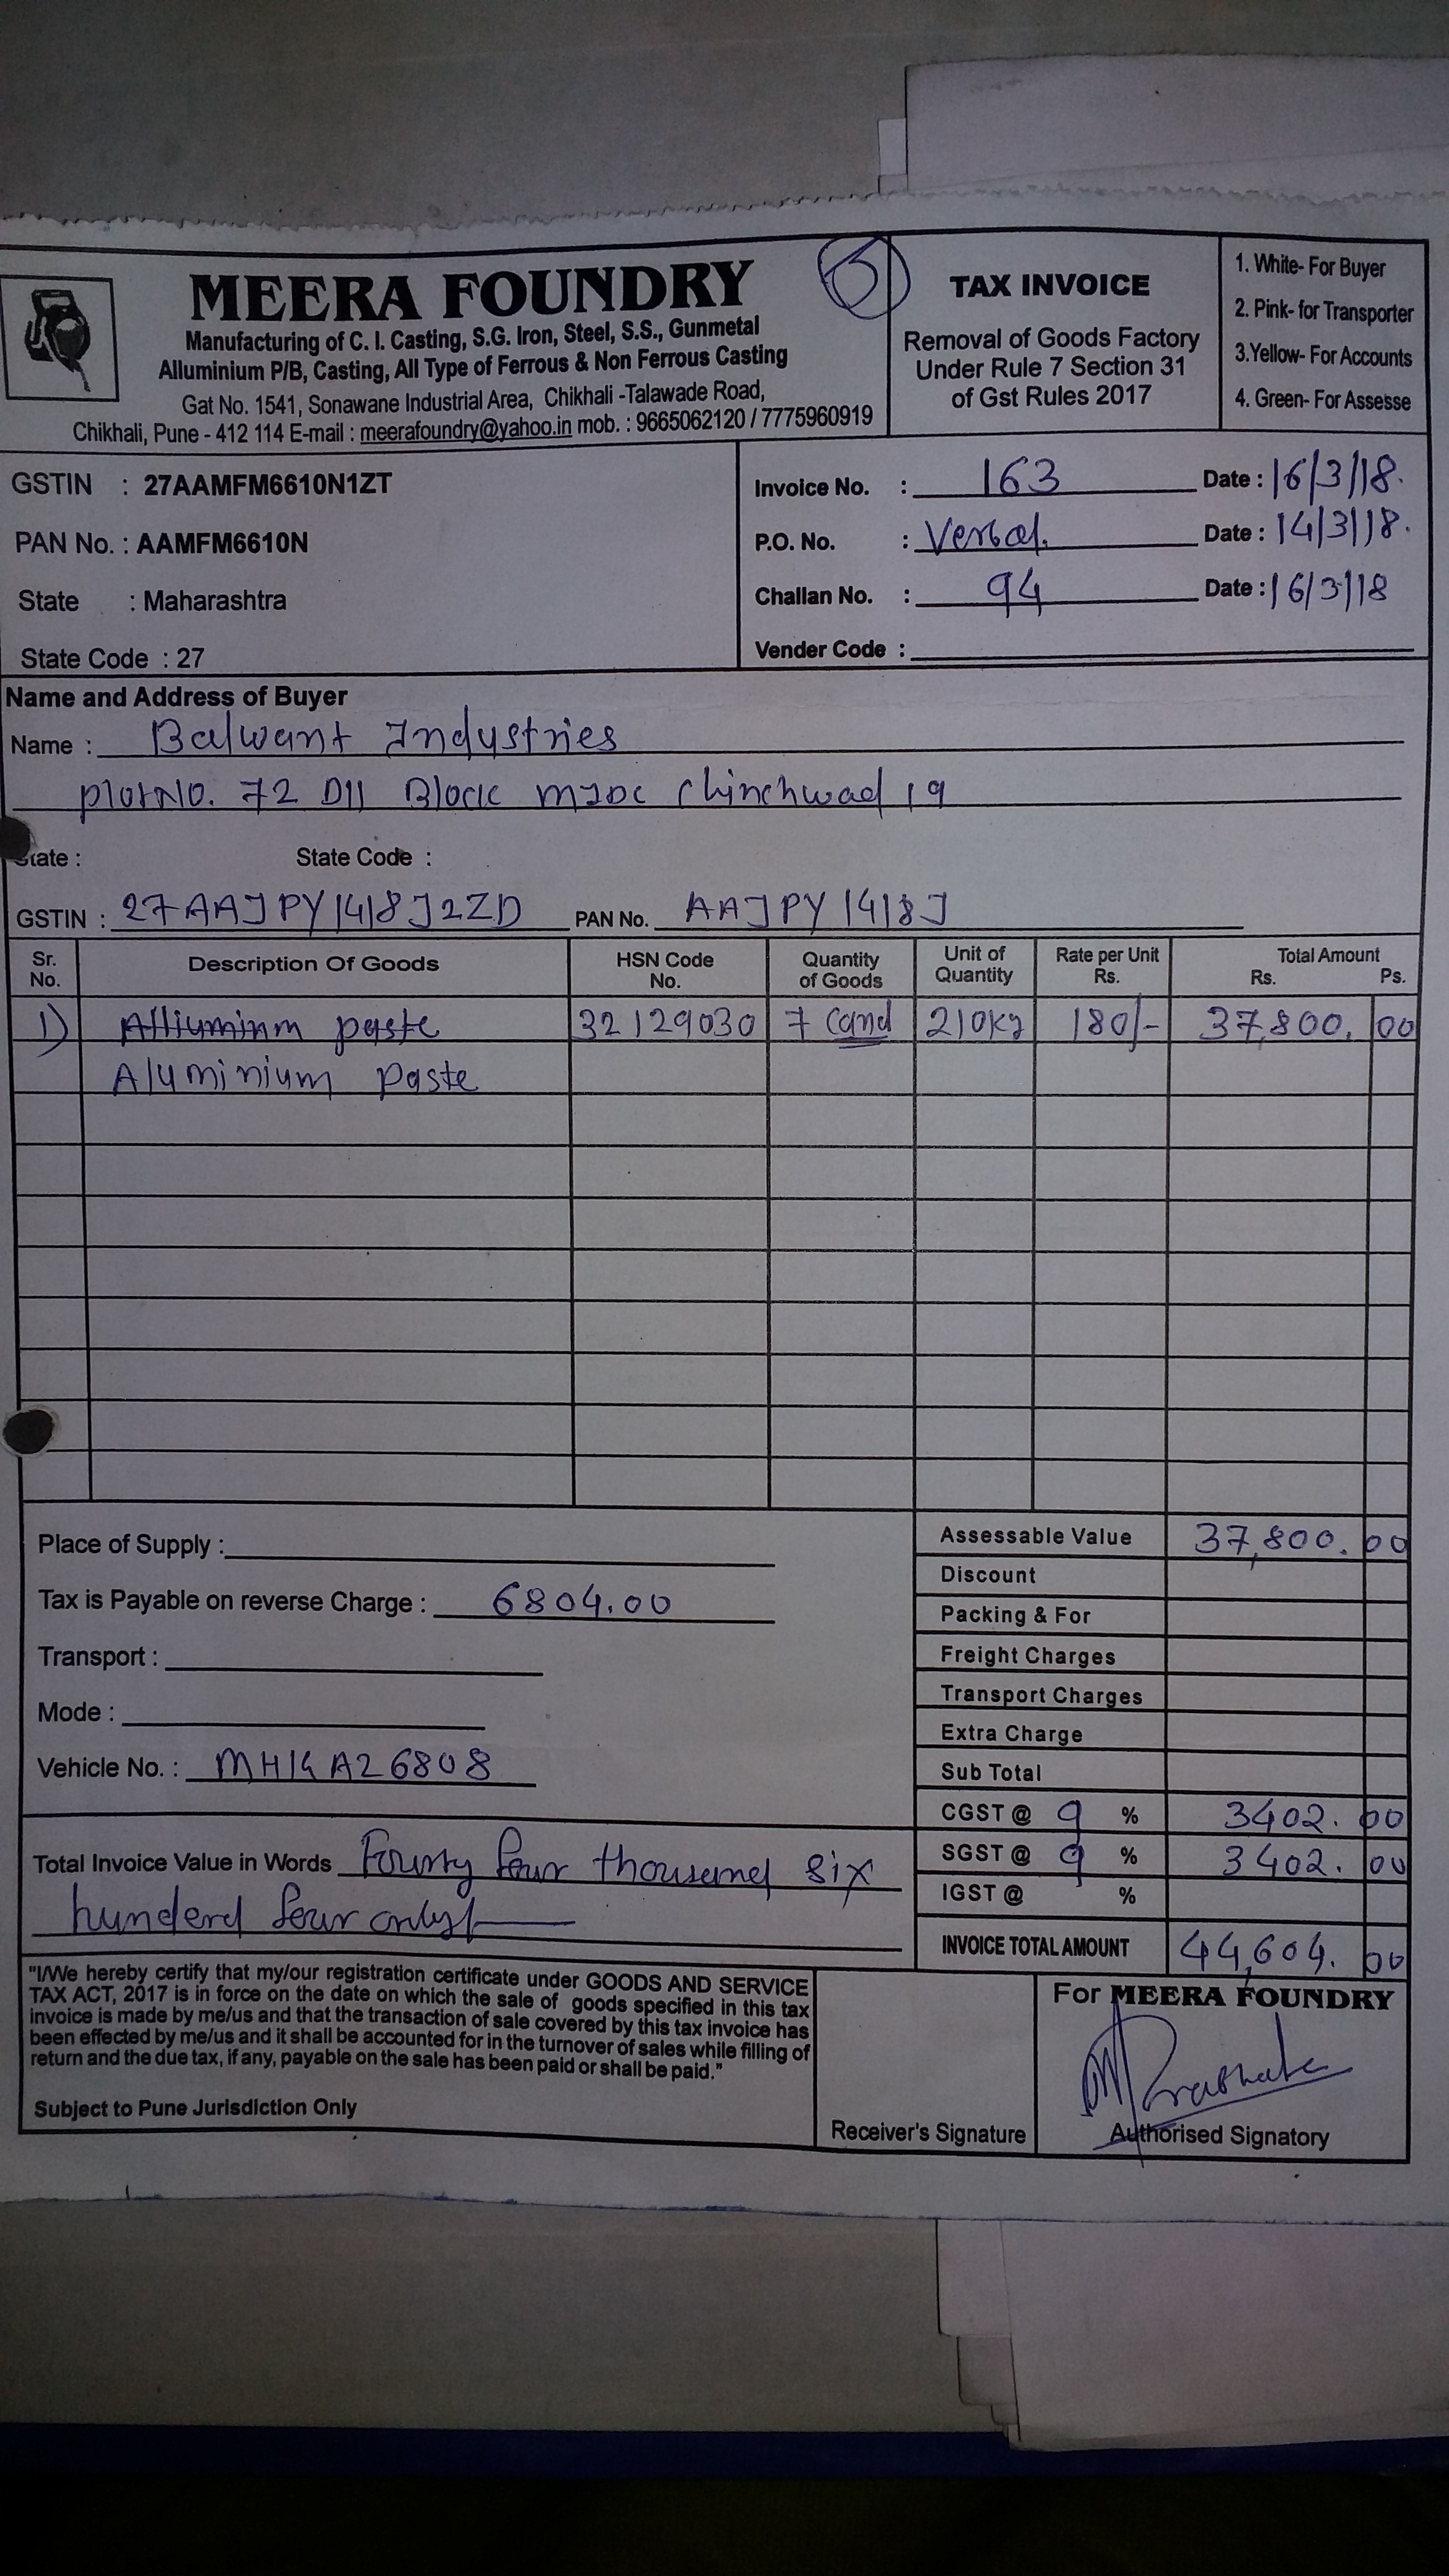 MEERA FOUNDRY
Manufacturing of C. I. Casting, S.G. Iron, Steel, S.S., Gunmetal
Alluminium P/B, Casting, All Type of Ferrous & Non Ferrous Casting
Gat No. 1541, Sonawane Industrial Area, Chikhali -Talawade Road,
Chikhali, Pune - 412 114 E-mail : meerafoundry@yahoo.in mob. : 9665062120 / 7775960919
TAX INVOICE
Removal of Goods Factory
Under Rule 7 Section 31
of Gst Rules 2017
1. White- For Buyer
2. Pink- for Transporter
3.Yellow- For Accounts
4. Green- For Assesse
GSTIN : 27AAMFM6610N1ZT
PAN No. : AAMFM6610N
State : Maharashtra
State Code : 27
Invoice No. : 163 Date : 16/3/18.
P.O. No. : Verbal. Date : 14/3/18.
Challan No. : 94 Date : 16/3/18
Vender Code :
Name and Address of Buyer
Name : Balwant Industries
plot No. 72 D11 Block MIDC Chinchwad 19
State : State Code :
GSTIN : 27AAJPY1418J2ZD PAN No. AAJPY1418J
Sr. No. Description Of Goods HSN Code No. Quantity of Goods Unit of Quantity Rate per Unit Rs. Total Amount Rs. Ps.
1) Alliuminm paste 32129030 7 Cand 210Kg 180/- 37,800. 00
Aluminium paste
Place of Supply :
Tax is Payable on reverse Charge : 6804.00
Transport :
Mode :
Vehicle No. : MH14 AZ6808
Assessable Value 37,800. 00
Discount
Packing & For
Freight Charges
Transport Charges
Extra Charge
Sub Total
CGST @ 9 % 3402. 00
SGST @ 9 % 3402. 00
IGST @ %
INVOICE TOTAL AMOUNT 44,604. 00
Total Invoice Value in Words Fourty four thousend six
hunderd four only
"I/We hereby certify that my/our registration certificate under GOODS AND SERVICE
TAX ACT, 2017 is in force on the date on which the sale of goods specified in this tax
invoice is made by me/us and that the transaction of sale covered by this tax invoice has
been effected by me/us and it shall be accounted for in the turnover of sales while filling of
return and the due tax, if any, payable on the sale has been paid or shall be paid."
Subject to Pune Jurisdiction Only
Receiver's Signature
For MEERA FOUNDRY
Authorised Signatory